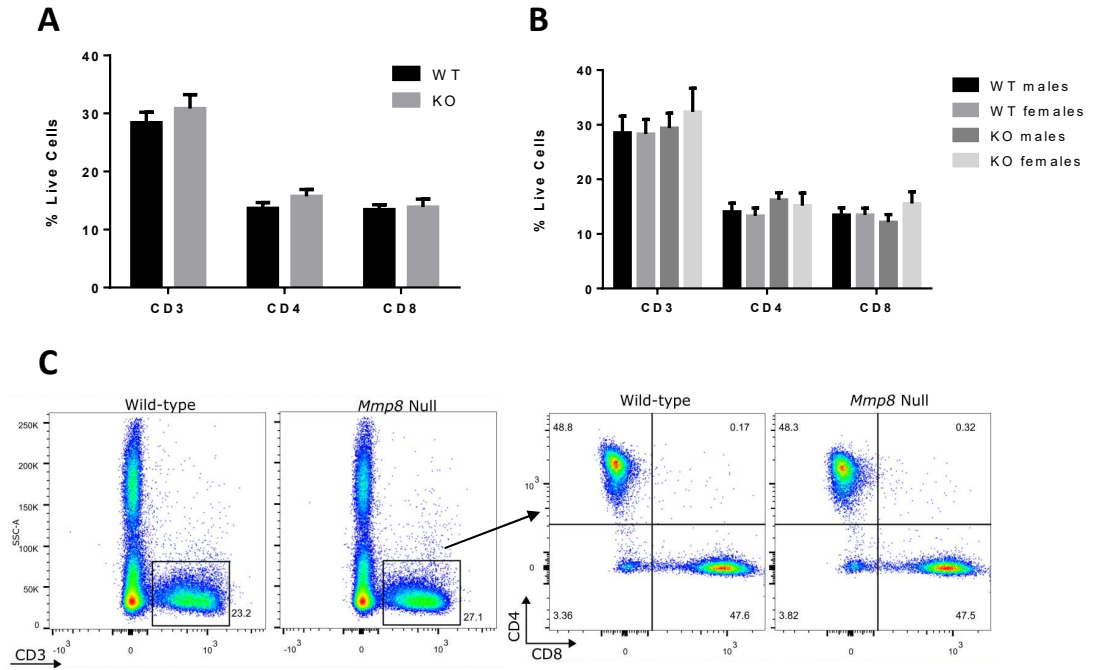 A
40
30
20
10
0
% Live Cells
CD3
CD4
CD8
WT
KO
B
40
30
20
10
0
% Live Cells
CD3
CD4
CD8
WT males
WT females
KO males
KO females
C
Wild-type
Mmp8 Null
Wild-type
Mmp8 Null
250K
200K
150K
100K
50K
0
SSC-A
23.2
27.1
-10³
0
10³
-10³
0
10³
CD3
48.8
0.17
3.36
47.6
48.3
0.32
3.82
47.5
10³
0
0
10³
0
10³
CD4
CD8